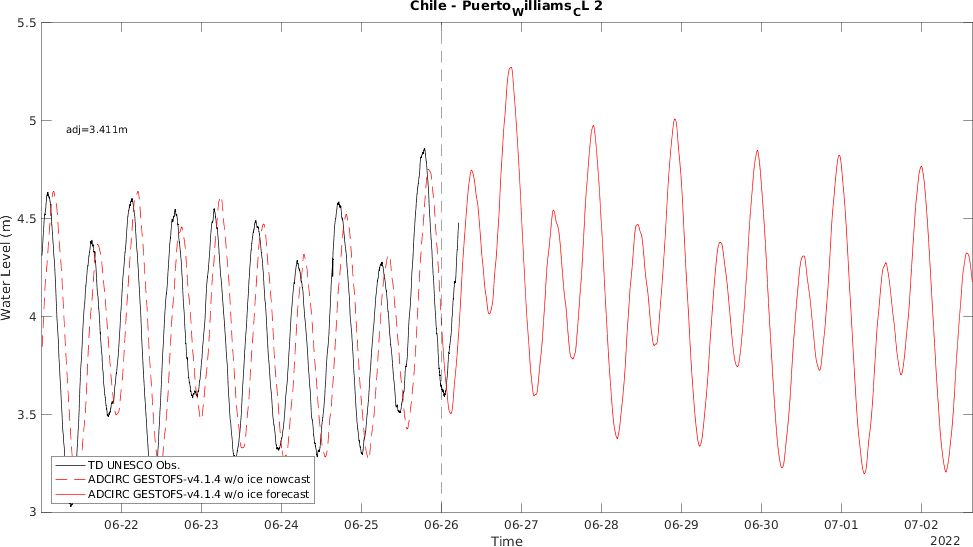 Chile - PuertoWilliamsCL 2
5.5
5
4.5
4
3.5
3
Water Level (m)
adj=3.411m
TD UNESCO Obs.
ADCIRC GESTOFS-v4.1.4 w/o ice nowcast
ADCIRC GESTOFS-v4.1.4 w/o ice forecast
06-22 06-23 06-24 06-25 06-26 06-27 06-28 06-29 06-30 07-01 07-02
Time
2022